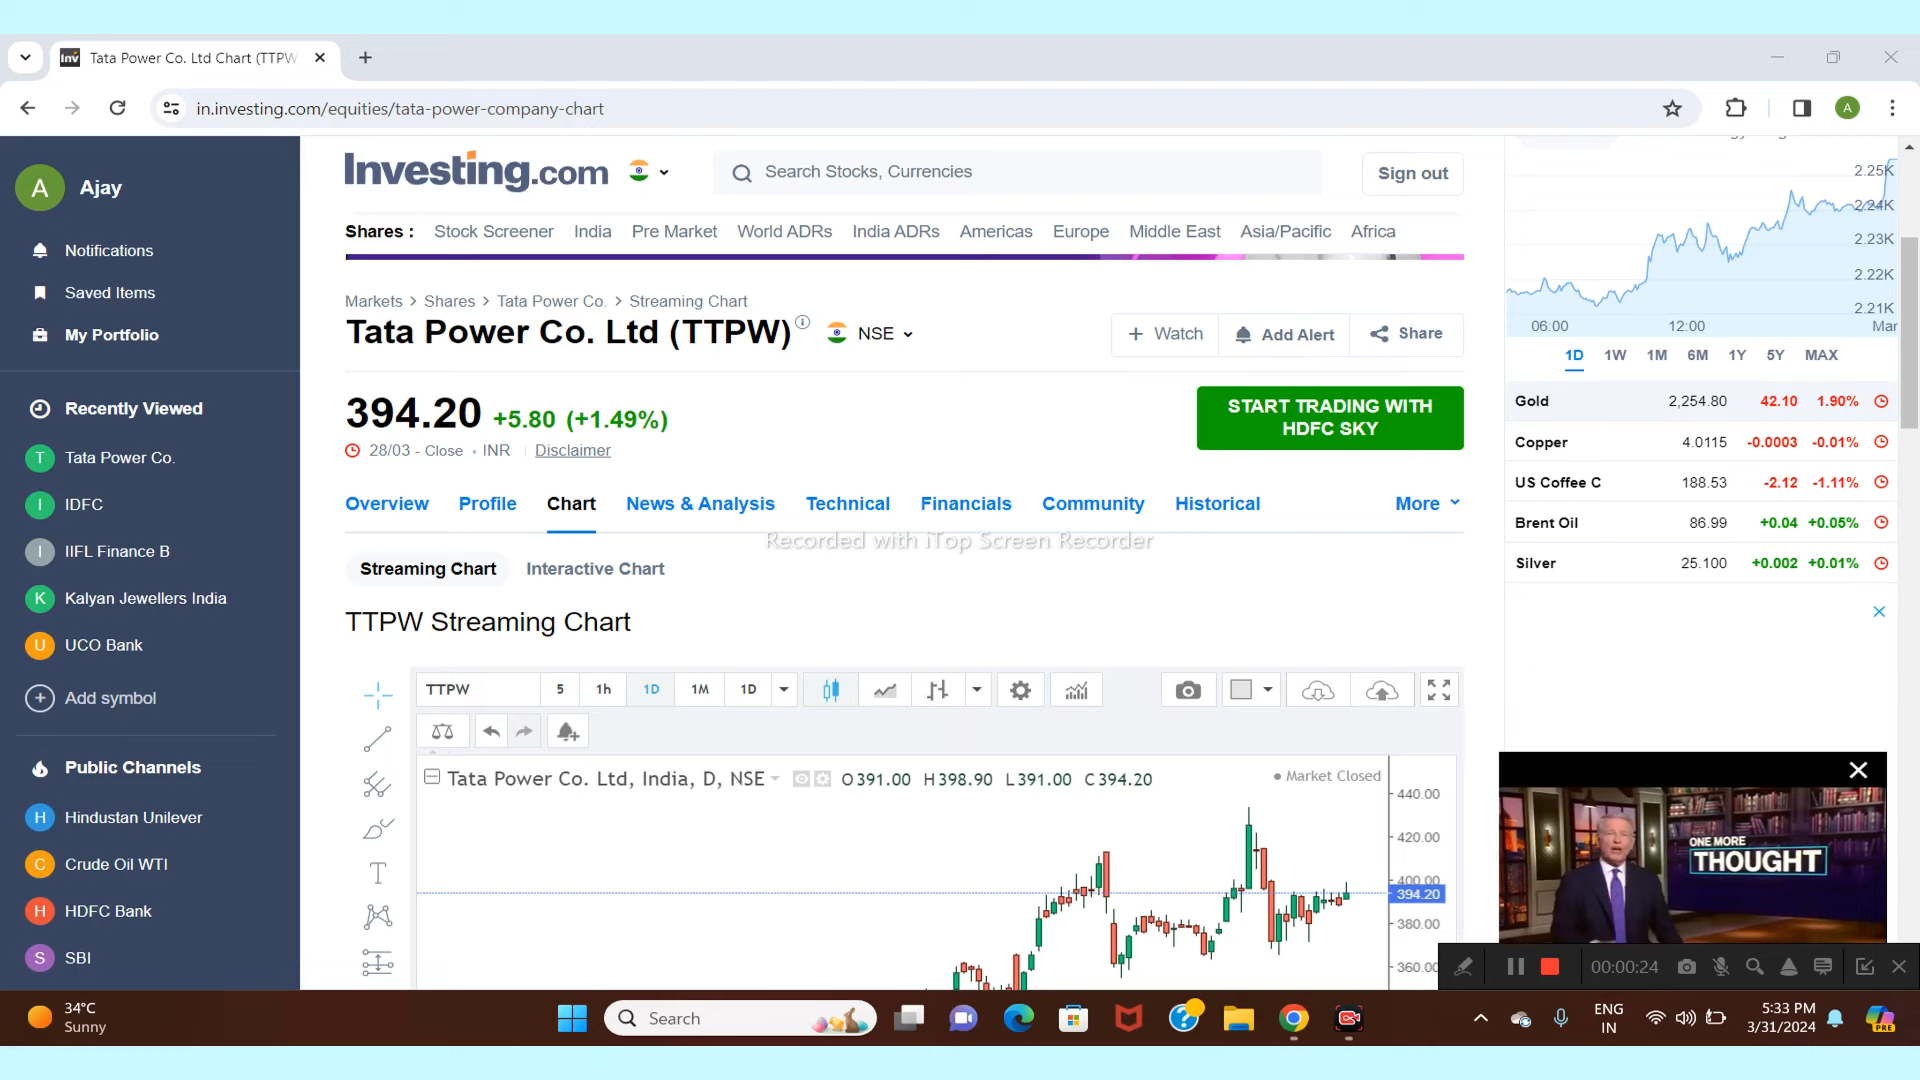 Tata Power Co. Ltd Chart (TTPW
in.investing.com/equities/tata-power-company-chart
A
A
Ajay
Notifications
Saved Items
My Portfolio
Recently Viewed
T Tata Power Co.
I IDFC
I IIFL Finance B
K Kalyan Jewellers India
U UCO Bank
Add symbol
Public Channels
H Hindustan Unilever
C Crude Oil WTI
H HDFC Bank
S SBI
Investing.com
Search Stocks, Currencies
Sign out
Shares : Stock Screener India Pre Market World ADRs India ADRs Americas Europe Middle East Asia/Pacific Africa
Markets > Shares > Tata Power Co. > Streaming Chart
Tata Power Co. Ltd (TTPW) NSE
+ Watch Add Alert Share
394.20 +5.80 (+1.49%)
28/03 - Close • INR Disclaimer
START TRADING WITH
HDFC SKY
Overview Profile Chart News & Analysis Technical Financials Community Historical More
Recorded with iTop Screen Recorder
Streaming Chart Interactive Chart
TTPW Streaming Chart
TTPW 5 1h 1D 1M 1D
Tata Power Co. Ltd, India, D, NSE O 391.00 H 398.90 L 391.00 C 394.20
● Market Closed
440.00
420.00
400.00
394.20
380.00
360.00
2.25K
2.24K
2.23K
2.22K
2.21K
06:00 12:00 Mar
1D 1W 1M 6M 1Y 5Y MAX
Gold 2,254.80 42.10 1.90%
Copper 4.0115 -0.0003 -0.01%
US Coffee C 188.53 -2.12 -1.11%
Brent Oil 86.99 +0.04 +0.05%
Silver 25.100 +0.002 +0.01%
ONE MORE
THOUGHT
00:00:24
34°C
Sunny
Search
ENG
IN
5:33 PM
3/31/2024
PRE